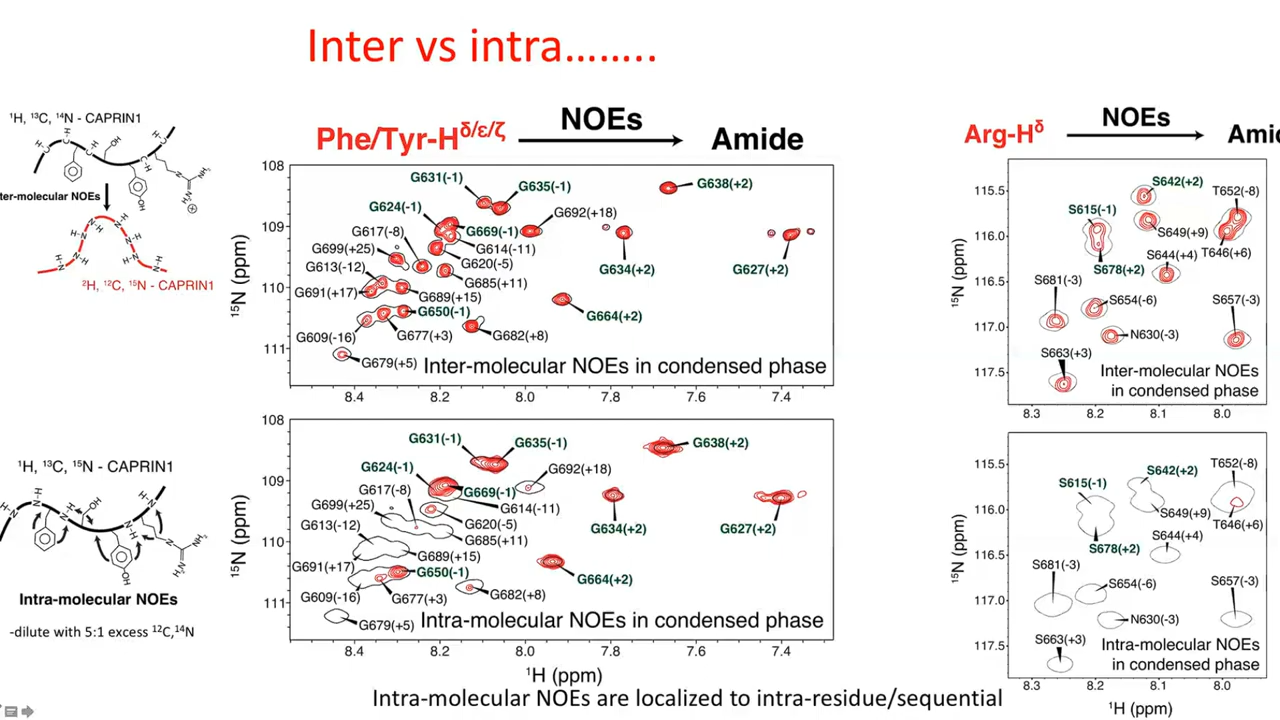 Inter vs intra……..
¹H, ¹³C, ¹⁴N - CAPRIN1
ter-molecular NOEs
²H, ¹²C, ¹⁵N - CAPRIN1
Phe/Tyr-Hδ/ε/ζ
NOEs
Amide
108
109
110
111
¹⁵N (ppm)
G631(-1)
G635(-1)
G638(+2)
G624(-1)
G692(+18)
G617(-8)
G669(-1)
G699(+25)
G614(-11)
G613(-12)
G620(-5)
G634(+2)
G627(+2)
G685(+11)
G691(+17)
G689(+15)
G650(-1)
G664(+2)
G609(-16)
G677(+3)
G682(+8)
G679(+5)
Inter-molecular NOEs in condensed phase
8.4
8.2
8.0
7.8
7.6
7.4
Arg-Hδ
NOEs
Amid
115.5
116.0
116.5
117.0
117.5
¹⁵N (ppm)
S642(+2)
T652(-8)
S615(-1)
S649(+9)
T646(+6)
S678(+2)
S644(+4)
S681(-3)
S654(-6)
S657(-3)
N630(-3)
S663(+3)
Inter-molecular NOEs
in condensed phase
8.3
8.2
8.1
8.0
¹H, ¹³C, ¹⁵N - CAPRIN1
Intra-molecular NOEs
-dilute with 5:1 excess ¹²C,¹⁴N
108
109
110
111
¹⁵N (ppm)
G631(-1)
G635(-1)
G638(+2)
G624(-1)
G692(+18)
G617(-8)
G669(-1)
G699(+25)
G614(-11)
G613(-12)
G620(-5)
G634(+2)
G627(+2)
G685(+11)
G689(+15)
G691(+17)
G650(-1)
G664(+2)
G609(-16)
G677(+3)
G682(+8)
G679(+5)
Intra-molecular NOEs in condensed phase
8.4
8.2
8.0
7.8
7.6
7.4
¹H (ppm)
115.5
116.0
116.5
117.0
117.5
¹⁵N (ppm)
S642(+2)
T652(-8)
S615(-1)
S649(+9)
T646(+6)
S678(+2)
S644(+4)
S681(-3)
S654(-6)
S657(-3)
N630(-3)
S663(+3)
Intra-molecular NOEs
in condensed phase
8.3
8.2
8.1
8.0
¹H (ppm)
Intra-molecular NOEs are localized to intra-residue/sequential